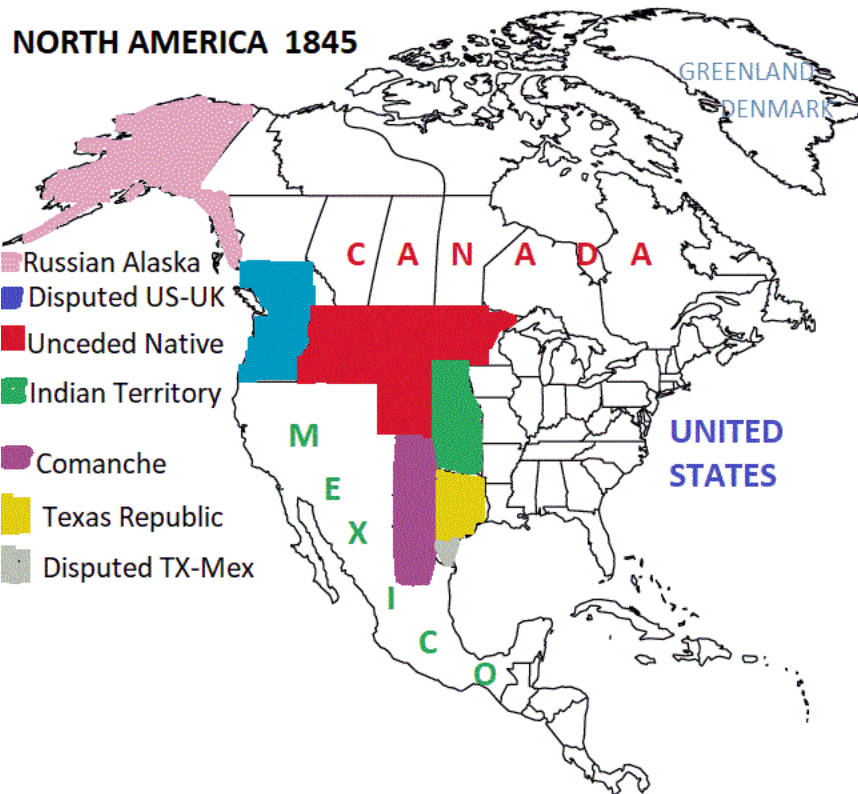 NORTH AMERICA 1845
GREENLAND
DENMARK
C A N A D A
Russian Alaska
Disputed US-UK
Unceded Native
Indian Territory
Comanche
Texas Republic
Disputed TX-Mex
M
E
X
I
C
O
UNITED
STATES